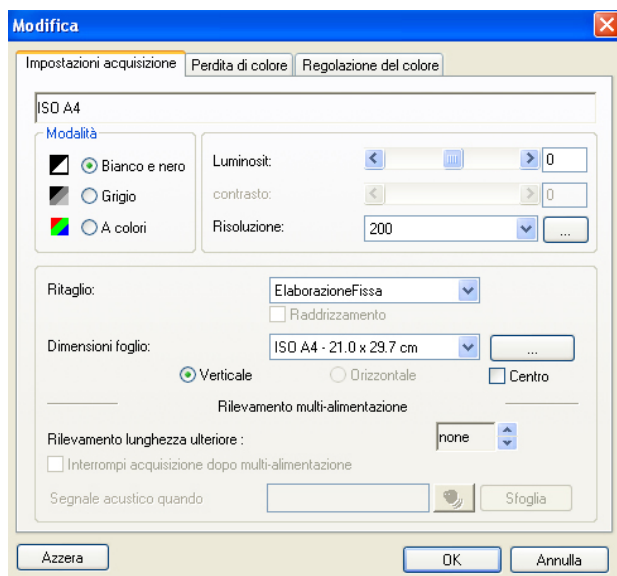 Modifica
Impostazioni acquisizione Perdita di colore Regolazione del colore
ISO A4
Modalità
Bianco e nero
Grigio
A colori
Luminosit: 0
contrasto: 0
Risoluzione: 200 ...
Ritaglio: ElaborazioneFissa
Raddrizzamento
Dimensioni foglio: ISO A4 - 21.0 x 29.7 cm ...
Verticale Orizzontale Centro
Rilevamento multi-alimentazione
Rilevamento lunghezza ulteriore : none
Interrompi acquisizione dopo multi-alimentazione
Segnale acustico quando Sfoglia
Azzera OK Annulla